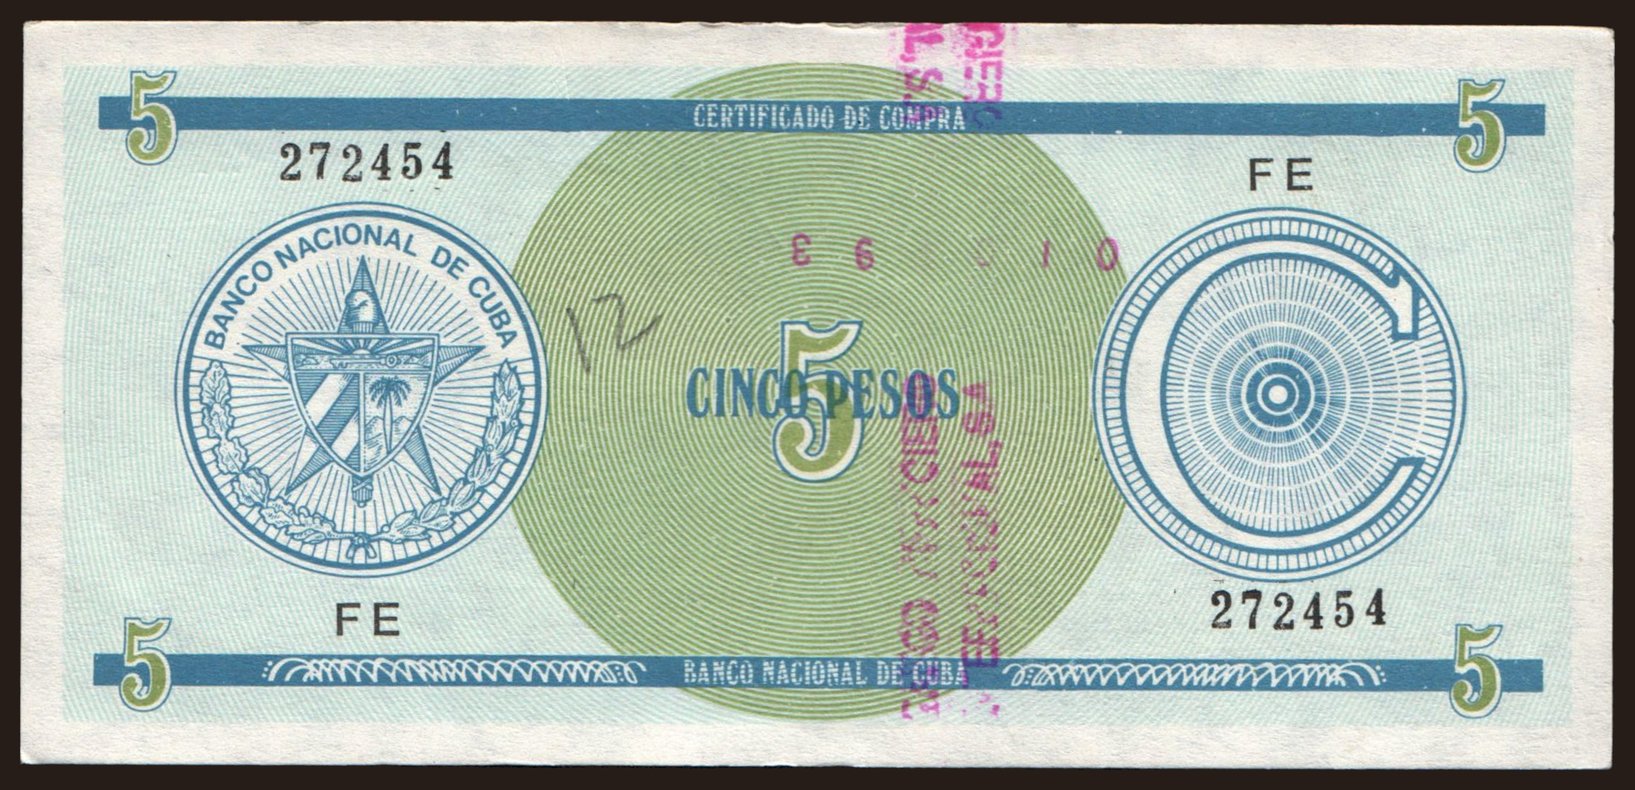 5
5
CERTIFICADO DE COMPRA
272454
FE
BANCO NACIONAL DE CUBA
12
5
CINCO PESOS
C
FE
272454
5
5
BANCO NACIONAL DE CUBA